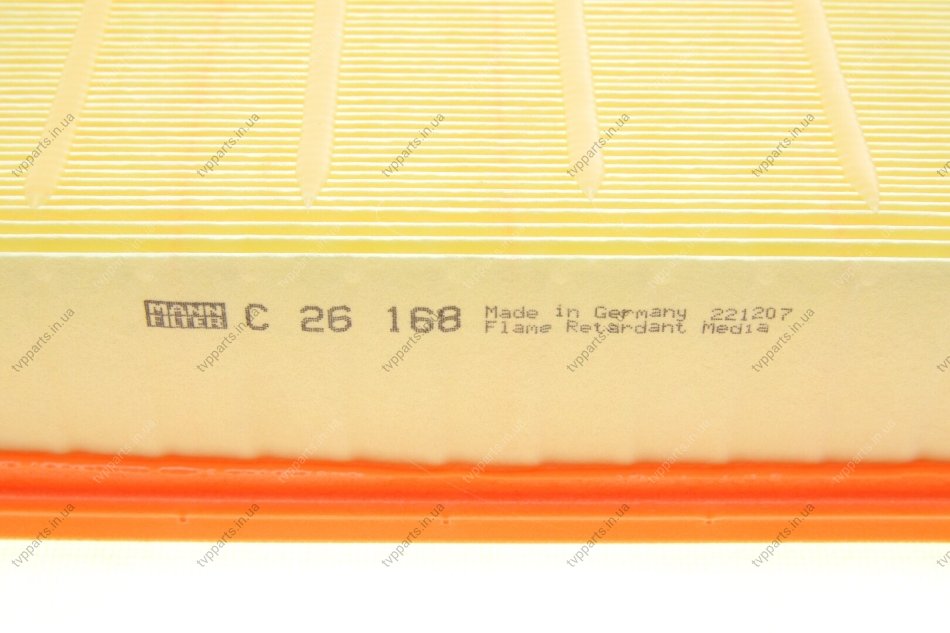 MANN FILTER C 26 168 Made in Germany 221207
Flame Retardant Media
tvpparts.in.ua